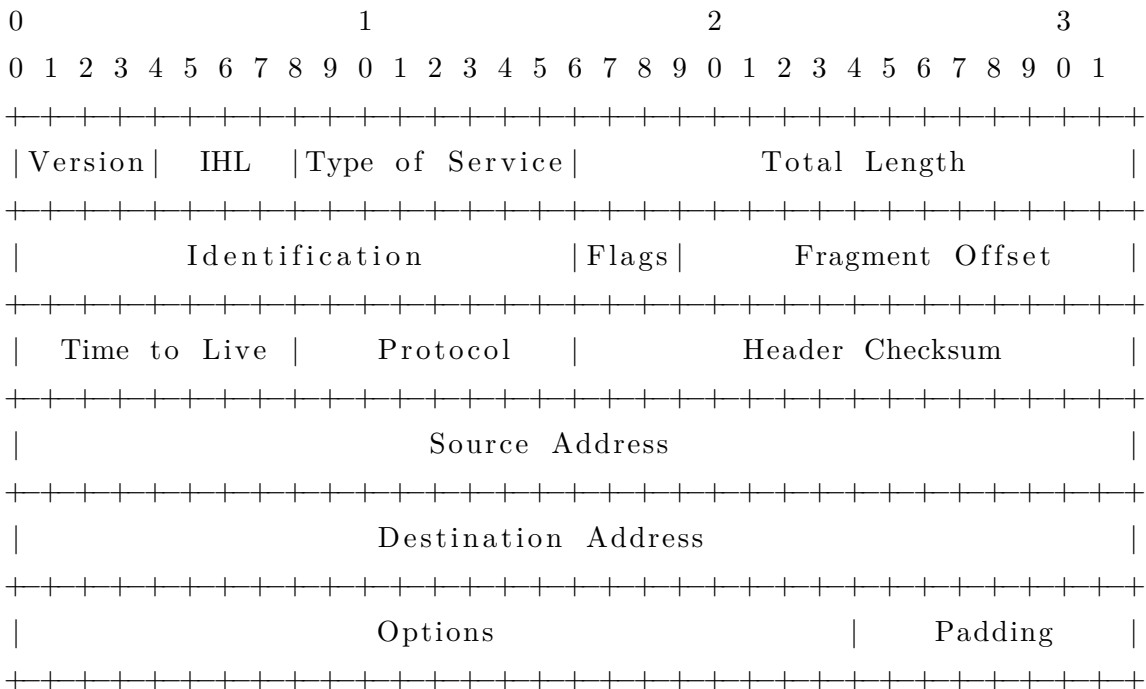 0 1 2 3
0 1 2 3 4 5 6 7 8 9 0 1 2 3 4 5 6 7 8 9 0 1 2 3 4 5 6 7 8 9 0 1
+-+-+-+-+-+-+-+-+-+-+-+-+-+-+-+-+-+-+-+-+-+-+-+-+-+-+-+-+-+-+-+-+
|Version| IHL |Type of Service| Total Length |
+-+-+-+-+-+-+-+-+-+-+-+-+-+-+-+-+-+-+-+-+-+-+-+-+-+-+-+-+-+-+-+-+
| Identification |Flags| Fragment Offset |
+-+-+-+-+-+-+-+-+-+-+-+-+-+-+-+-+-+-+-+-+-+-+-+-+-+-+-+-+-+-+-+-+
| Time to Live | Protocol | Header Checksum |
+-+-+-+-+-+-+-+-+-+-+-+-+-+-+-+-+-+-+-+-+-+-+-+-+-+-+-+-+-+-+-+-+
| Source Address |
+-+-+-+-+-+-+-+-+-+-+-+-+-+-+-+-+-+-+-+-+-+-+-+-+-+-+-+-+-+-+-+-+
| Destination Address |
+-+-+-+-+-+-+-+-+-+-+-+-+-+-+-+-+-+-+-+-+-+-+-+-+-+-+-+-+-+-+-+-+
| Options | Padding |
+-+-+-+-+-+-+-+-+-+-+-+-+-+-+-+-+-+-+-+-+-+-+-+-+-+-+-+-+-+-+-+-+